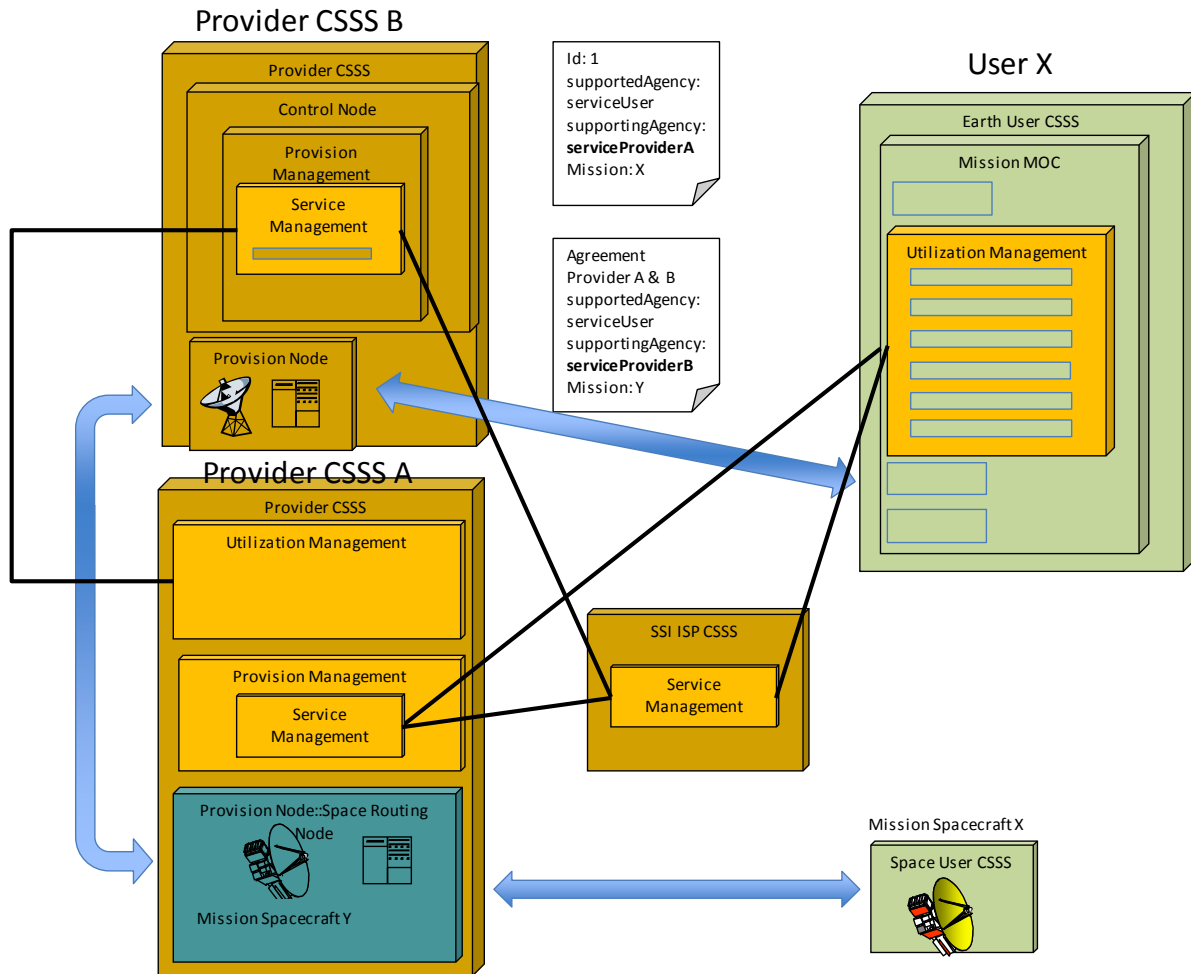 Provider CSSS B
Provider CSSS
Control Node
Provision
Management
Service
Management
Provision Node
Id: 1
supportedAgency:
serviceUser
supportingAgency:
serviceProviderA
Mission: X
Agreement
Provider A & B
supportedAgency:
serviceUser
supportingAgency:
serviceProviderB
Mission: Y
User X
Earth User CSSS
Mission MOC
Utilization Management
Provider CSSS A
Provider CSSS
Utilization Management
Provision Management
Service
Management
Provision Node::Space Routing
Node
Mission Spacecraft Y
SSI ISP CSSS
Service
Management
Mission Spacecraft X
Space User CSSS